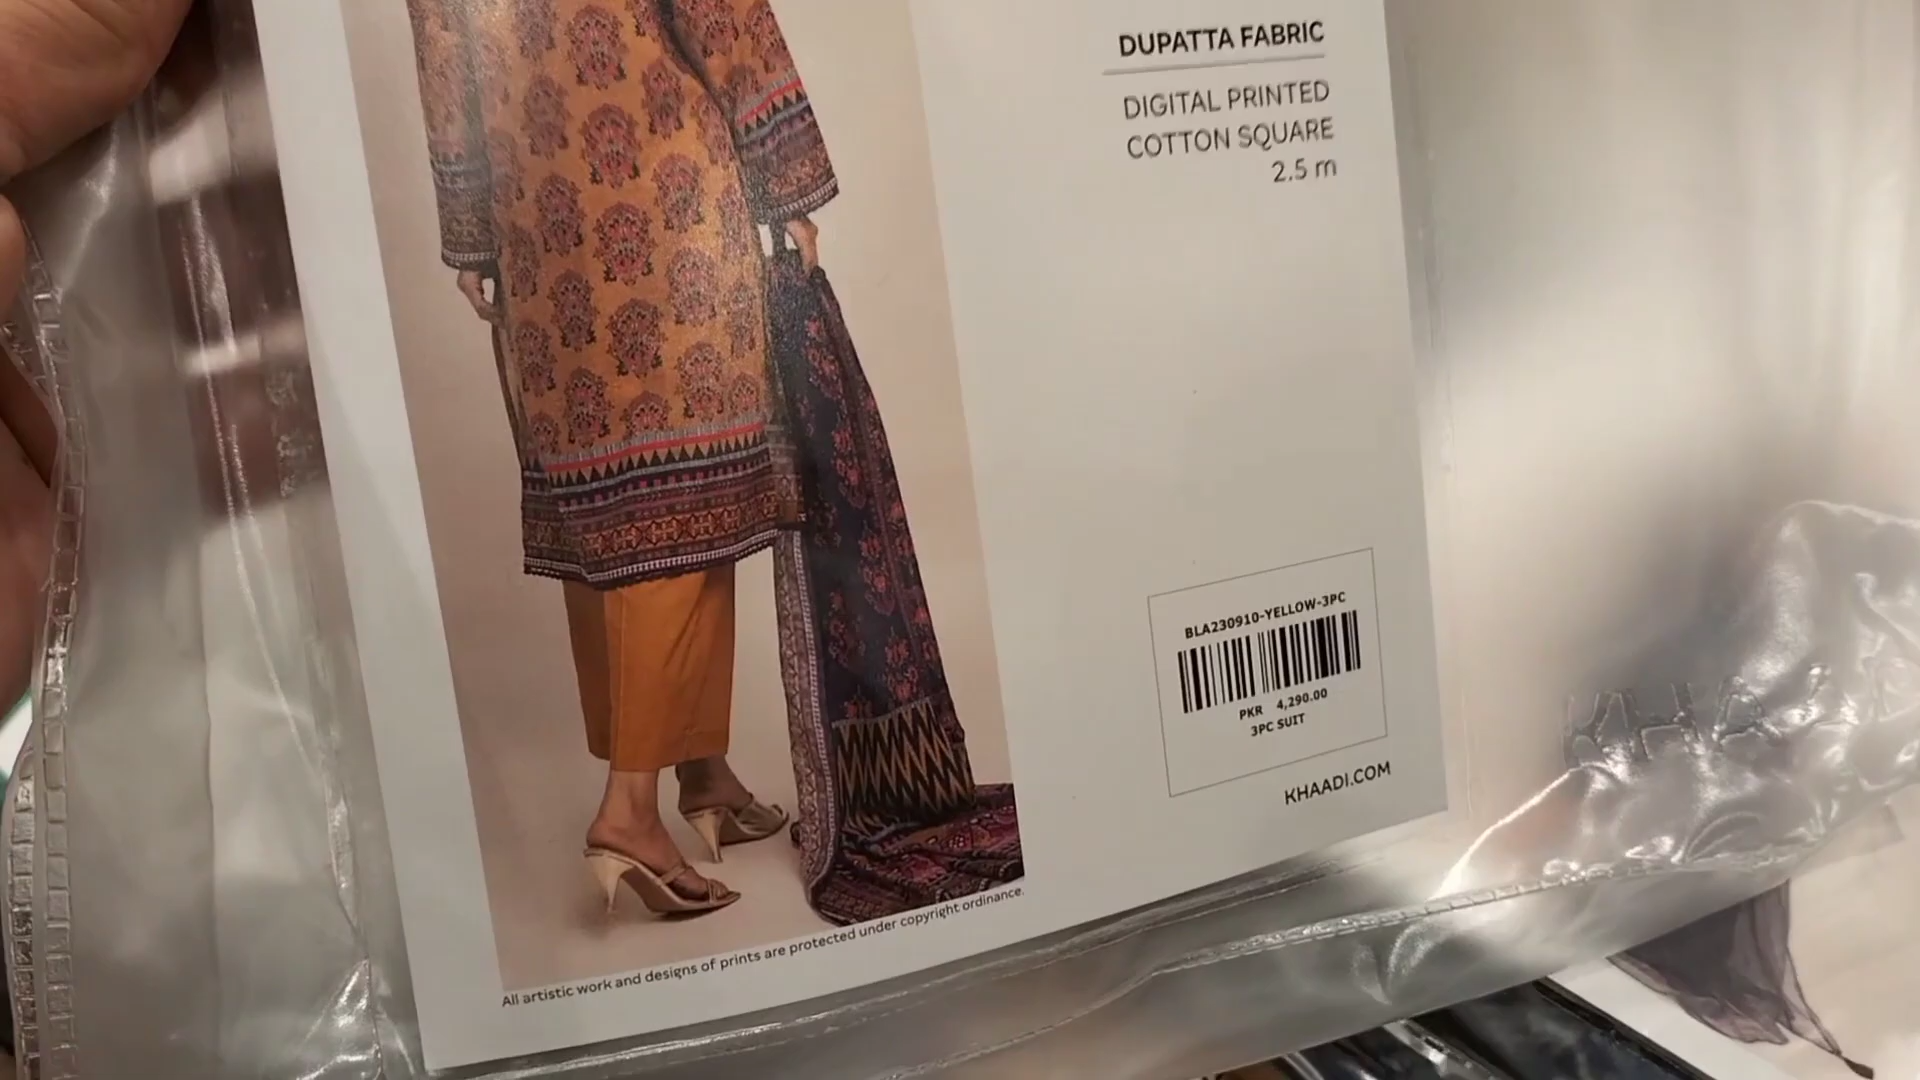 DUPATTA FABRIC
DIGITAL PRINTED
COTTON SQUARE
2.5 m
BLA230910-YELLOW-3PC
PKR 4,290.00
3PC SUIT
KHAADI.COM
All artistic work and designs of prints are protected under copyright ordinance.